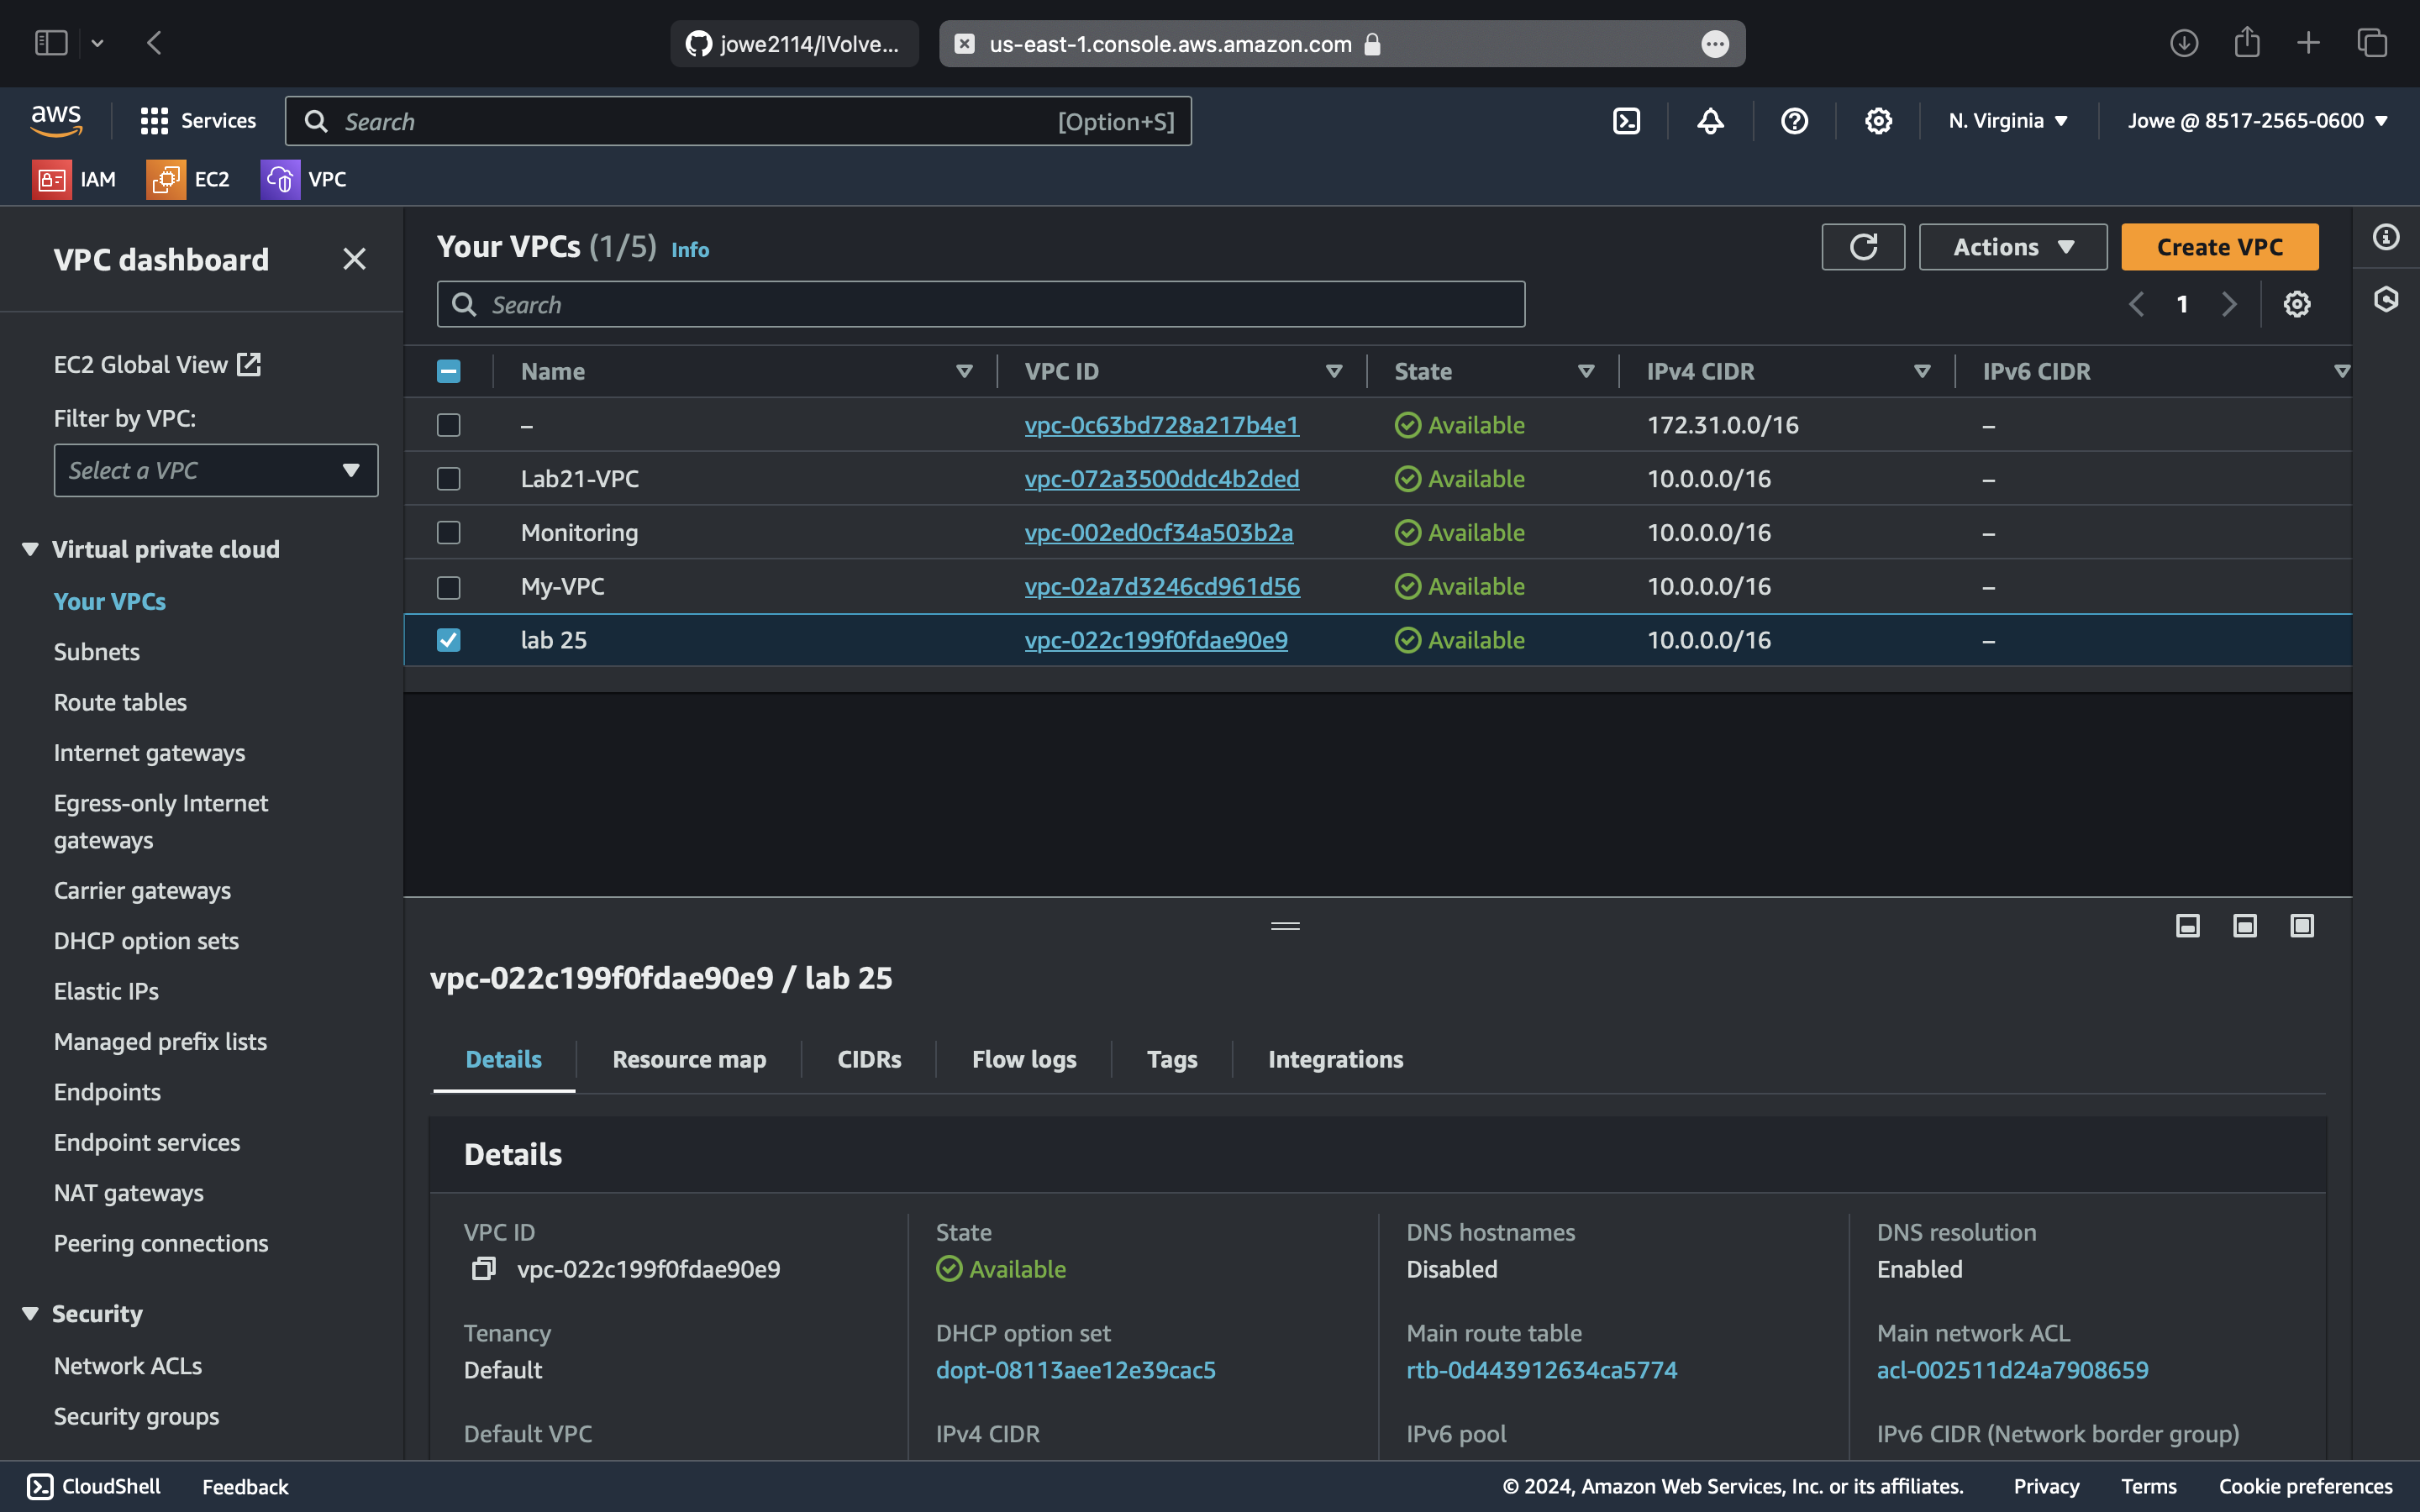 jowe2114/IVolve...
us-east-1.console.aws.amazon.com
aws
Services
Search
[Option+S]
N. Virginia
Jowe @ 8517-2565-0600
IAM
EC2
VPC
VPC dashboard
EC2 Global View
Filter by VPC:
Select a VPC
Virtual private cloud
Your VPCs
Subnets
Route tables
Internet gateways
Egress-only Internet
gateways
Carrier gateways
DHCP option sets
Elastic IPs
Managed prefix lists
Endpoints
Endpoint services
NAT gateways
Peering connections
Security
Network ACLs
Security groups
Your VPCs (1/5) Info
Actions
Create VPC
Search
1
Name VPC ID State IPv4 CIDR IPv6 CIDR
– vpc-0c63bd728a217b4e1 Available 172.31.0.0/16 –
Lab21-VPC vpc-072a3500ddc4b2ded Available 10.0.0.0/16 –
Monitoring vpc-002ed0cf34a503b2a Available 10.0.0.0/16 –
My-VPC vpc-02a7d3246cd961d56 Available 10.0.0.0/16 –
lab 25 vpc-022c199f0fdae90e9 Available 10.0.0.0/16 –
vpc-022c199f0fdae90e9 / lab 25
Details Resource map CIDRs Flow logs Tags Integrations
Details
VPC ID
vpc-022c199f0fdae90e9
State
Available
DNS hostnames
Disabled
DNS resolution
Enabled
Tenancy
Default
DHCP option set
dopt-08113aee12e39cac5
Main route table
rtb-0d443912634ca5774
Main network ACL
acl-002511d24a7908659
Default VPC
IPv4 CIDR
IPv6 pool
IPv6 CIDR (Network border group)
CloudShell
Feedback
© 2024, Amazon Web Services, Inc. or its affiliates.
Privacy
Terms
Cookie preferences